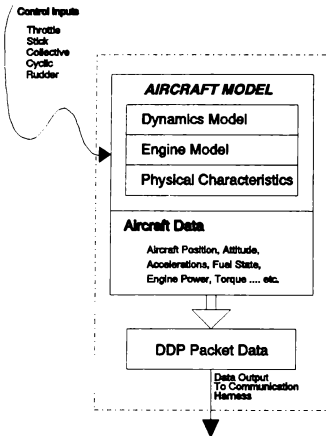 Control Inputs
Throttle
Stick
Collective
Cyclic
Rudder
AIRCRAFT MODEL
Dynamics Model
Engine Model
Physical Characteristics
Aircraft Data
Aircraft Position, Attitude,
Accelerations, Fuel State,
Engine Power, Torque .... etc.
DDP Packet Data
Data Output
To Communication
Harness